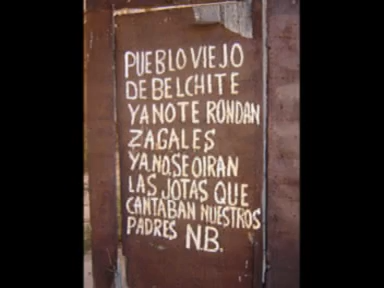 PUEBLO VIEJO
DE BELCHITE
YA NO TE RONDAN
ZAGALES
YA.NO.SE OIRAN
LAS JOTAS QUE
CANTABAN NUESTROS
PADRES N.B.